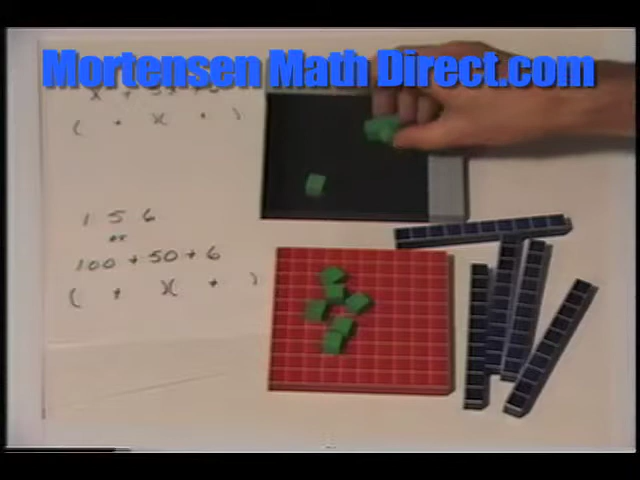 Mortensen Math Direct.com
( + )( + )
1 5 6
or
100 + 50 + 6
( + )( + )